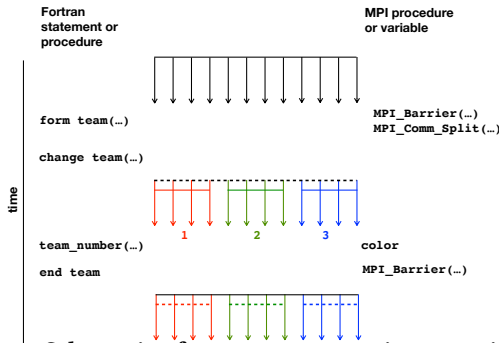 Fortran
statement or
procedure
MPI procedure
or variable
form team(…)
MPI_Barrier(…)
MPI_Comm_Split(…)
change team(…)
time
1 2 3
team_number(…)
color
end team
MPI_Barrier(…)